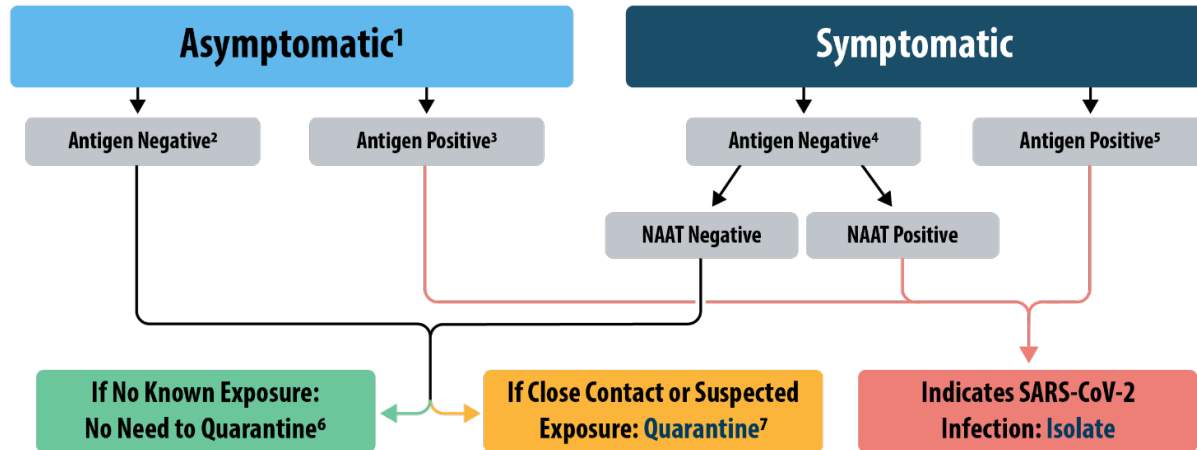 Asymptomatic¹
Symptomatic
Antigen Negative²
Antigen Positive³
Antigen Negative⁴
Antigen Positive⁵
NAAT Negative
NAAT Positive
If No Known Exposure:
No Need to Quarantine⁶
If Close Contact or Suspected
Exposure: Quarantine⁷
Indicates SARS-CoV-2
Infection: Isolate